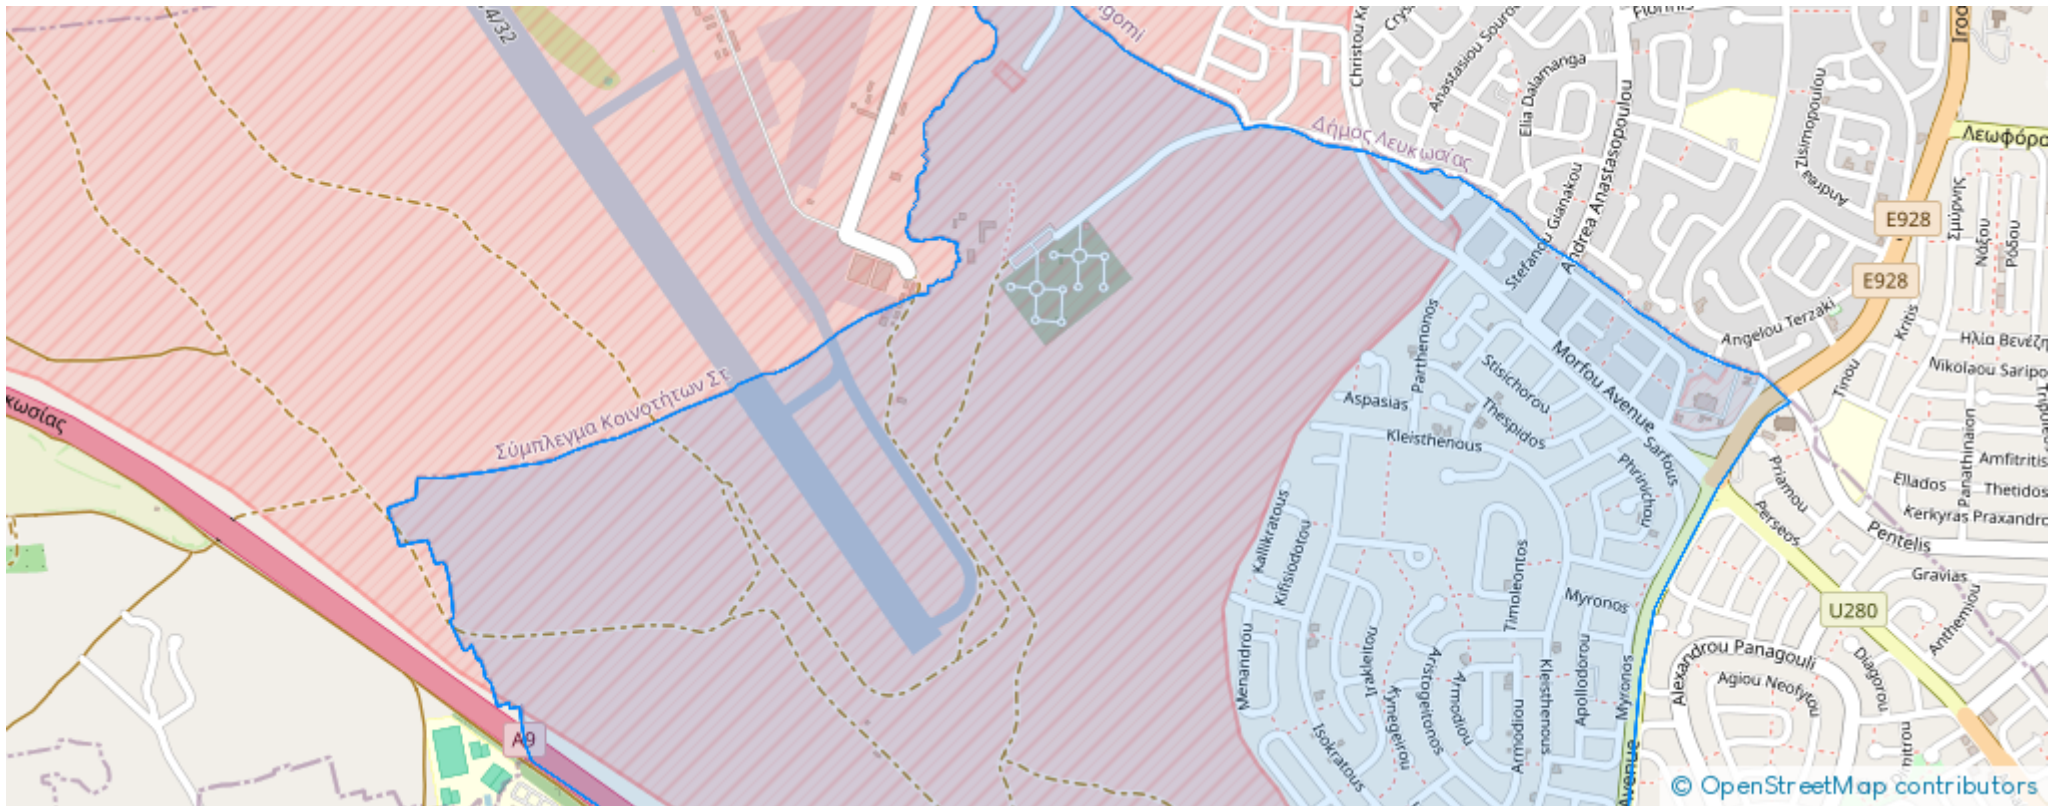 14/32
Christou Ke
Anastasiou Sourou
Elia Dalamanga
Andrea Anastasopoulou
Florinis
Andrea
Zisimopoulou
Δήμος Λευκωσίας
Λεωφόρο
E928
E928
Σμύρνης
Νάξου
Ρόδου
Stefanou Gianakou
Angelou Terzaki
Kritis
Tinou
Ηλία Βενέζη
Nikolaou Saripo
Panathinaion
Parthenonos
Morfou Avenue
Stisichorou
Thespidos
Aspasias
Kleisthenous
Sarfous
Phrinichou
Σύμπλεγμα Κοινοτήτων Στ
κωσίας
Priamou
Perseos
Amfitritis
Ellados
Thetidos
Kerkyras
Praxandro
Pentelis
Gravias
Anthemiou
U280
Kallikratous
Kifisiodotou
Timoleontos
Myronos
Menandrou
Irakleitou
Kynegeirou
Aristogeitonos
Armodiou
Armodiou
Kleisthenous
Apollodorou
Myronos
Isokratous
Alexandrou Panagouli
Agiou Neofytou
Diagorou
Avenue
A9
© OpenStreetMap contributors